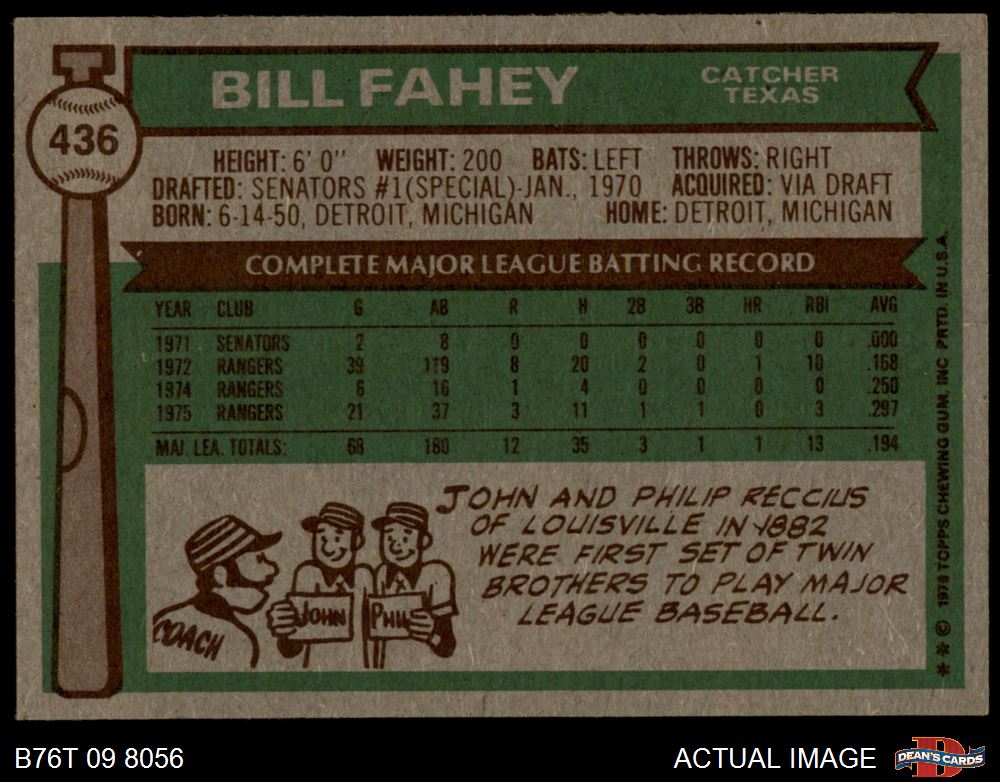 BILL FAHEY
CATCHER
TEXAS
436
HEIGHT: 6' 0" WEIGHT: 200 BATS: LEFT THROWS: RIGHT
DRAFTED: SENATORS #1(SPECIAL)-JAN., 1970 ACQUIRED: VIA DRAFT
BORN: 6-14-50, DETROIT, MICHIGAN HOME: DETROIT, MICHIGAN
COMPLETE MAJOR LEAGUE BATTING RECORD
YEAR CLUB G AB R H 2B 3B HR RBI AVG
1971 SENATORS 2 8 0 0 0 0 0 0 .000
1972 RANGERS 39 119 8 20 2 0 1 10 .168
1974 RANGERS 6 16 1 4 0 0 0 0 .250
1975 RANGERS 21 37 3 11 1 1 0 3 .297
MAJ. LEA. TOTALS: 68 180 12 35 3 1 1 13 .194
JOHN AND PHILIP RECCIUS
OF LOUISVILLE IN 1882
WERE FIRST SET OF TWIN
BROTHERS TO PLAY MAJOR
LEAGUE BASEBALL.
COACH
JOHN
PHIL
* * © 1976 TOPPS CHEWING GUM, INC. PRTD. IN U.S.A.
B76T 09 8056
ACTUAL IMAGE
DEAN'S CARDS